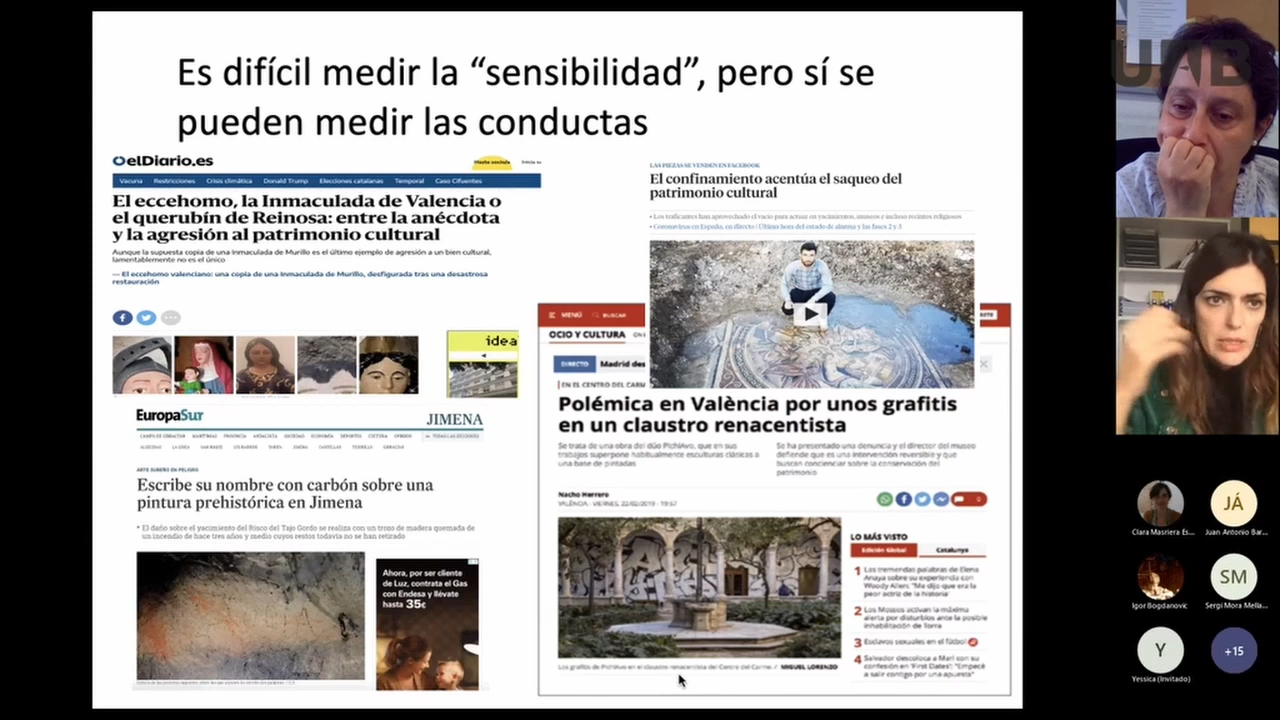 Es difícil medir la “sensibilidad”, pero sí se
pueden medir las conductas
elDiario.es
Hazte socio/a
Inicia se
Vacuna Restricciones Crisis climática Donald Trump Elecciones catalanas Temporal Caso Cifuentes
El eccehomo, la Inmaculada de Valencia o
el querubín de Reinosa: entre la anécdota
y la agresión al patrimonio cultural
Aunque la supuesta copia de una Inmaculada de Murillo es el último ejemplo de agresión a un bien cultural,
lamentablemente no es el único
— El eccehomo valenciano: una copia de una Inmaculada de Murillo, desfigurada tras una desastrosa
restauración
idea
EUROPASUR
JIMENA
CAMPO DE GIBRALTAR MARÍTIMAS PROVINCIA ANDALUCÍA SOCIEDAD ECONOMÍA DEPORTES CULTURA OPINIÓN
TODAS LAS SECCIONES
ALGECIRAS LA LÍNEA SAN ROQUE LOS BARRIOS TARIFA JIMENA CASTELLAR TESORILLO GIBRALTAR
ARTE SUREÑO EN PELIGRO
Escribe su nombre con carbón sobre una
pintura prehistórica en Jimena
• El daño sobre el yacimiento del Risco del Tajo Gordo se realiza con un trozo de madera quemada de
un incendio de hace tres años y medio cuyos restos todavía no se han retirado
Ahora, por ser cliente
de Luz, contrata el Gas
con Endesa y llévate
hasta 35€
LAS PIEZAS SE VENDEN EN FACEBOOK
El confinamiento acentúa el saqueo del
patrimonio cultural
• Los traficantes han aprovechado el vacío para actuar en yacimientos, museos e incluso recintos religiosos
• Coronavirus en España, en directo | Última hora del estado de alarma y las fases 2 y 3
MENÚ BUSCAR
OCIO Y CULTURA
DIRECTO Madrid des
EN EL CENTRO DEL CARM
Polémica en València por unos grafitis
en un claustro renacentista
Se trata de una obra del dúo PichiAvo, que en sus
trabajos superpone habitualmente esculturas clásicas a
una base de pintadas
Se ha presentado una denuncia y el director del museo
defiende que es una intervención reversible y que
buscan concienciar sobre la conservación del
patrimonio
Nacho Herrero
VALÈNCIA - VIERNES, 22/02/2019 - 19:57
0
LO MÁS VISTO
Edición Global Catalunya
1 Las tremendas palabras de Elena
Anaya sobre su experiencia con
Woody Allen: "Me dijo que era la
peor actriz de la historia"
2 Los Mossos activan la máxima
alerta por disturbios ante la posible
inhabilitación de Torra
3 Esclavos sexuales en el fútbol
4 Salvador descoloca a Mari con su
confesión en 'First Dates': "Empecé
a salir contigo por una apuesta"
Los grafitis de PichiAvo en el claustro renacentista del Centro del Carme. / MIGUEL LORENZO
Clara Masriera Es...
JÁ
Juan Antonio Bar...
Igor Bogdanovic
SM
Sergi Mora Mella...
Y
Yessica (Invitado)
+15